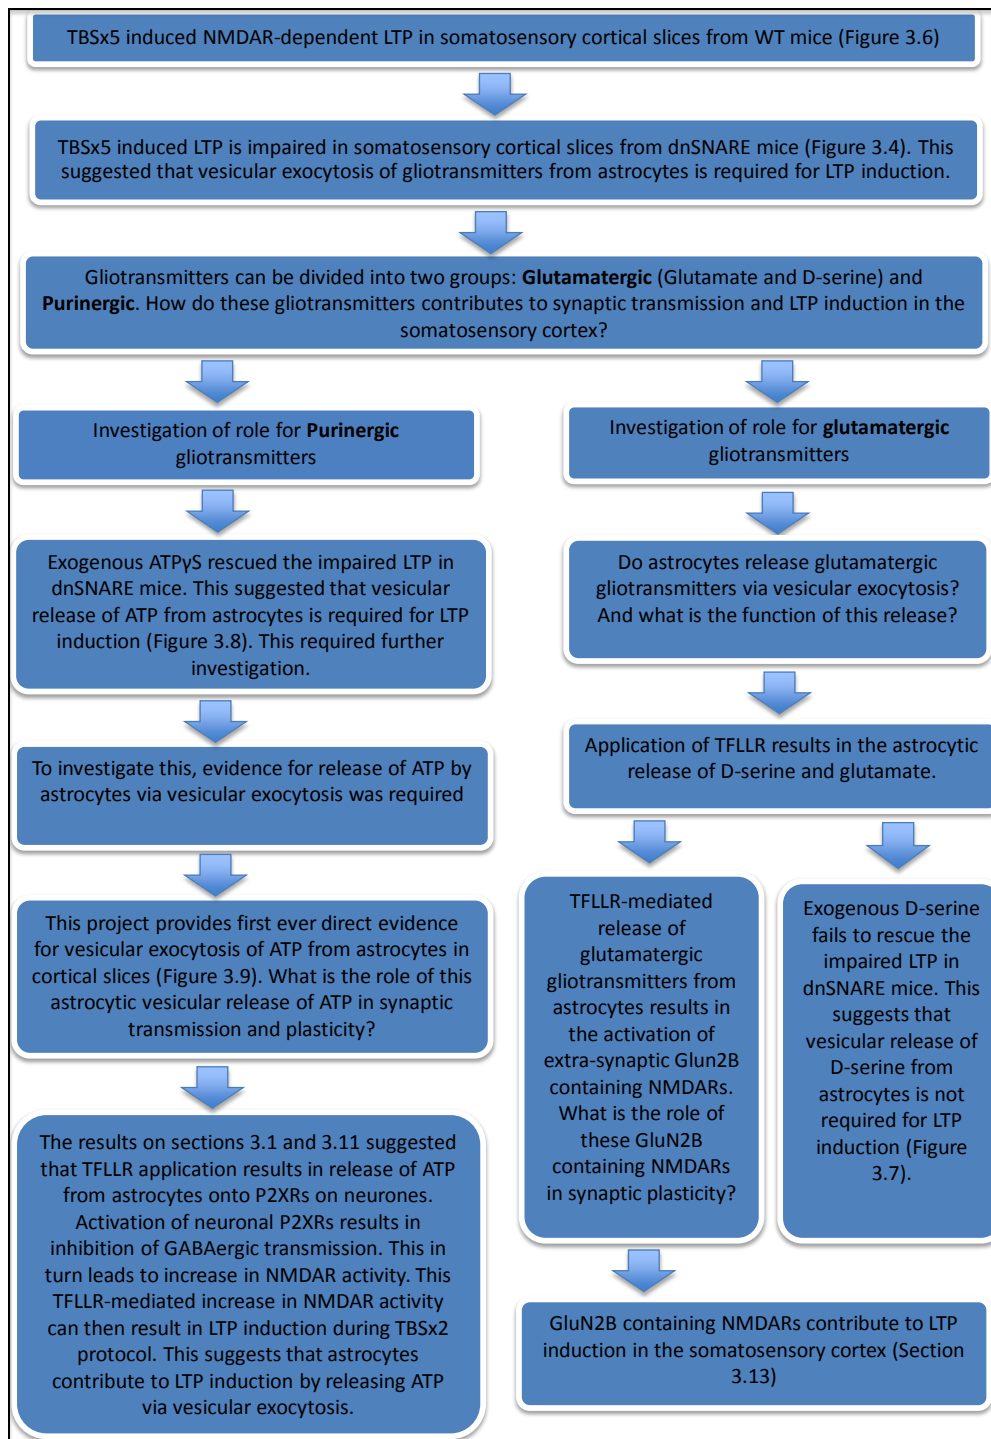 TBSx5 induced NMDAR-dependent LTP in somatosensory cortical slices from WT mice (Figure 3.6)
TBSx5 induced LTP is impaired in somatosensory cortical slices from dnSNARE mice (Figure 3.4). This
suggested that vesicular exocytosis of gliotransmitters from astrocytes is required for LTP induction.
Gliotransmitters can be divided into two groups: Glutamatergic (Glutamate and D-serine) and
Purinergic. How do these gliotransmitters contributes to synaptic transmission and LTP induction in the
somatosensory cortex?
Investigation of role for Purinergic
gliotransmitters
Exogenous ATPγS rescued the impaired LTP in
dnSNARE mice. This suggested that vesicular
release of ATP from astrocytes is required for LTP
induction (Figure 3.8). This required further
investigation.
To investigate this, evidence for release of ATP by
astrocytes via vesicular exocytosis was required
This project provides first ever direct evidence
for vesicular exocytosis of ATP from astrocytes in
cortical slices (Figure 3.9). What is the role of this
astrocytic vesicular release of ATP in synaptic
transmission and plasticity?
The results on sections 3.1 and 3.11 suggested
that TFLLR application results in release of ATP
from astrocytes onto P2XRs on neurones.
Activation of neuronal P2XRs results in
inhibition of GABAergic transmission. This in
turn leads to increase in NMDAR activity. This
TFLLR-mediated increase in NMDAR activity
can then result in LTP induction during TBSx2
protocol. This suggests that astrocytes
contribute to LTP induction by releasing ATP
via vesicular exocytosis.
Investigation of role for glutamatergic
gliotransmitters
Do astrocytes release glutamatergic
gliotransmitters via vesicular exocytosis?
And what is the function of this release?
Application of TFLLR results in the astrocytic
release of D-serine and glutamate.
TFLLR-mediated
release of
glutamatergic
gliotransmitters from
astrocytes results in
the activation of
extra-synaptic Glun2B
containing NMDARs.
What is the role of
these GluN2B
containing NMDARs
in synaptic plasticity?
Exogenous D-serine
fails to rescue the
impaired LTP in
dnSNARE mice. This
suggests that
vesicular release of
D-serine from
astrocytes is not
required for LTP
induction (Figure
3.7).
GluN2B containing NMDARs contribute to LTP
induction in the somatosensory cortex (Section
3.13)